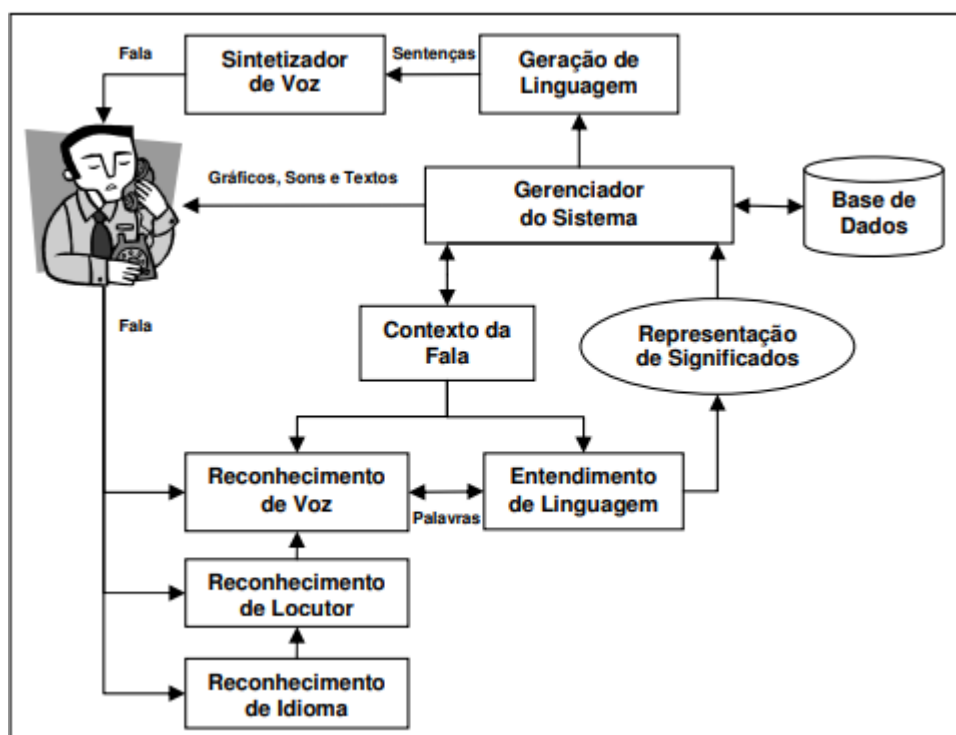 Fala
Sintetizador
de Voz
Sentenças
Geração de
Linguagem
Gráficos, Sons e Textos
Gerenciador
do Sistema
Base de
Dados
Fala
Contexto da
Fala
Representação
de Significados
Reconhecimento
de Voz
Palavras
Entendimento
de Linguagem
Reconhecimento
de Locutor
Reconhecimento
de Idioma